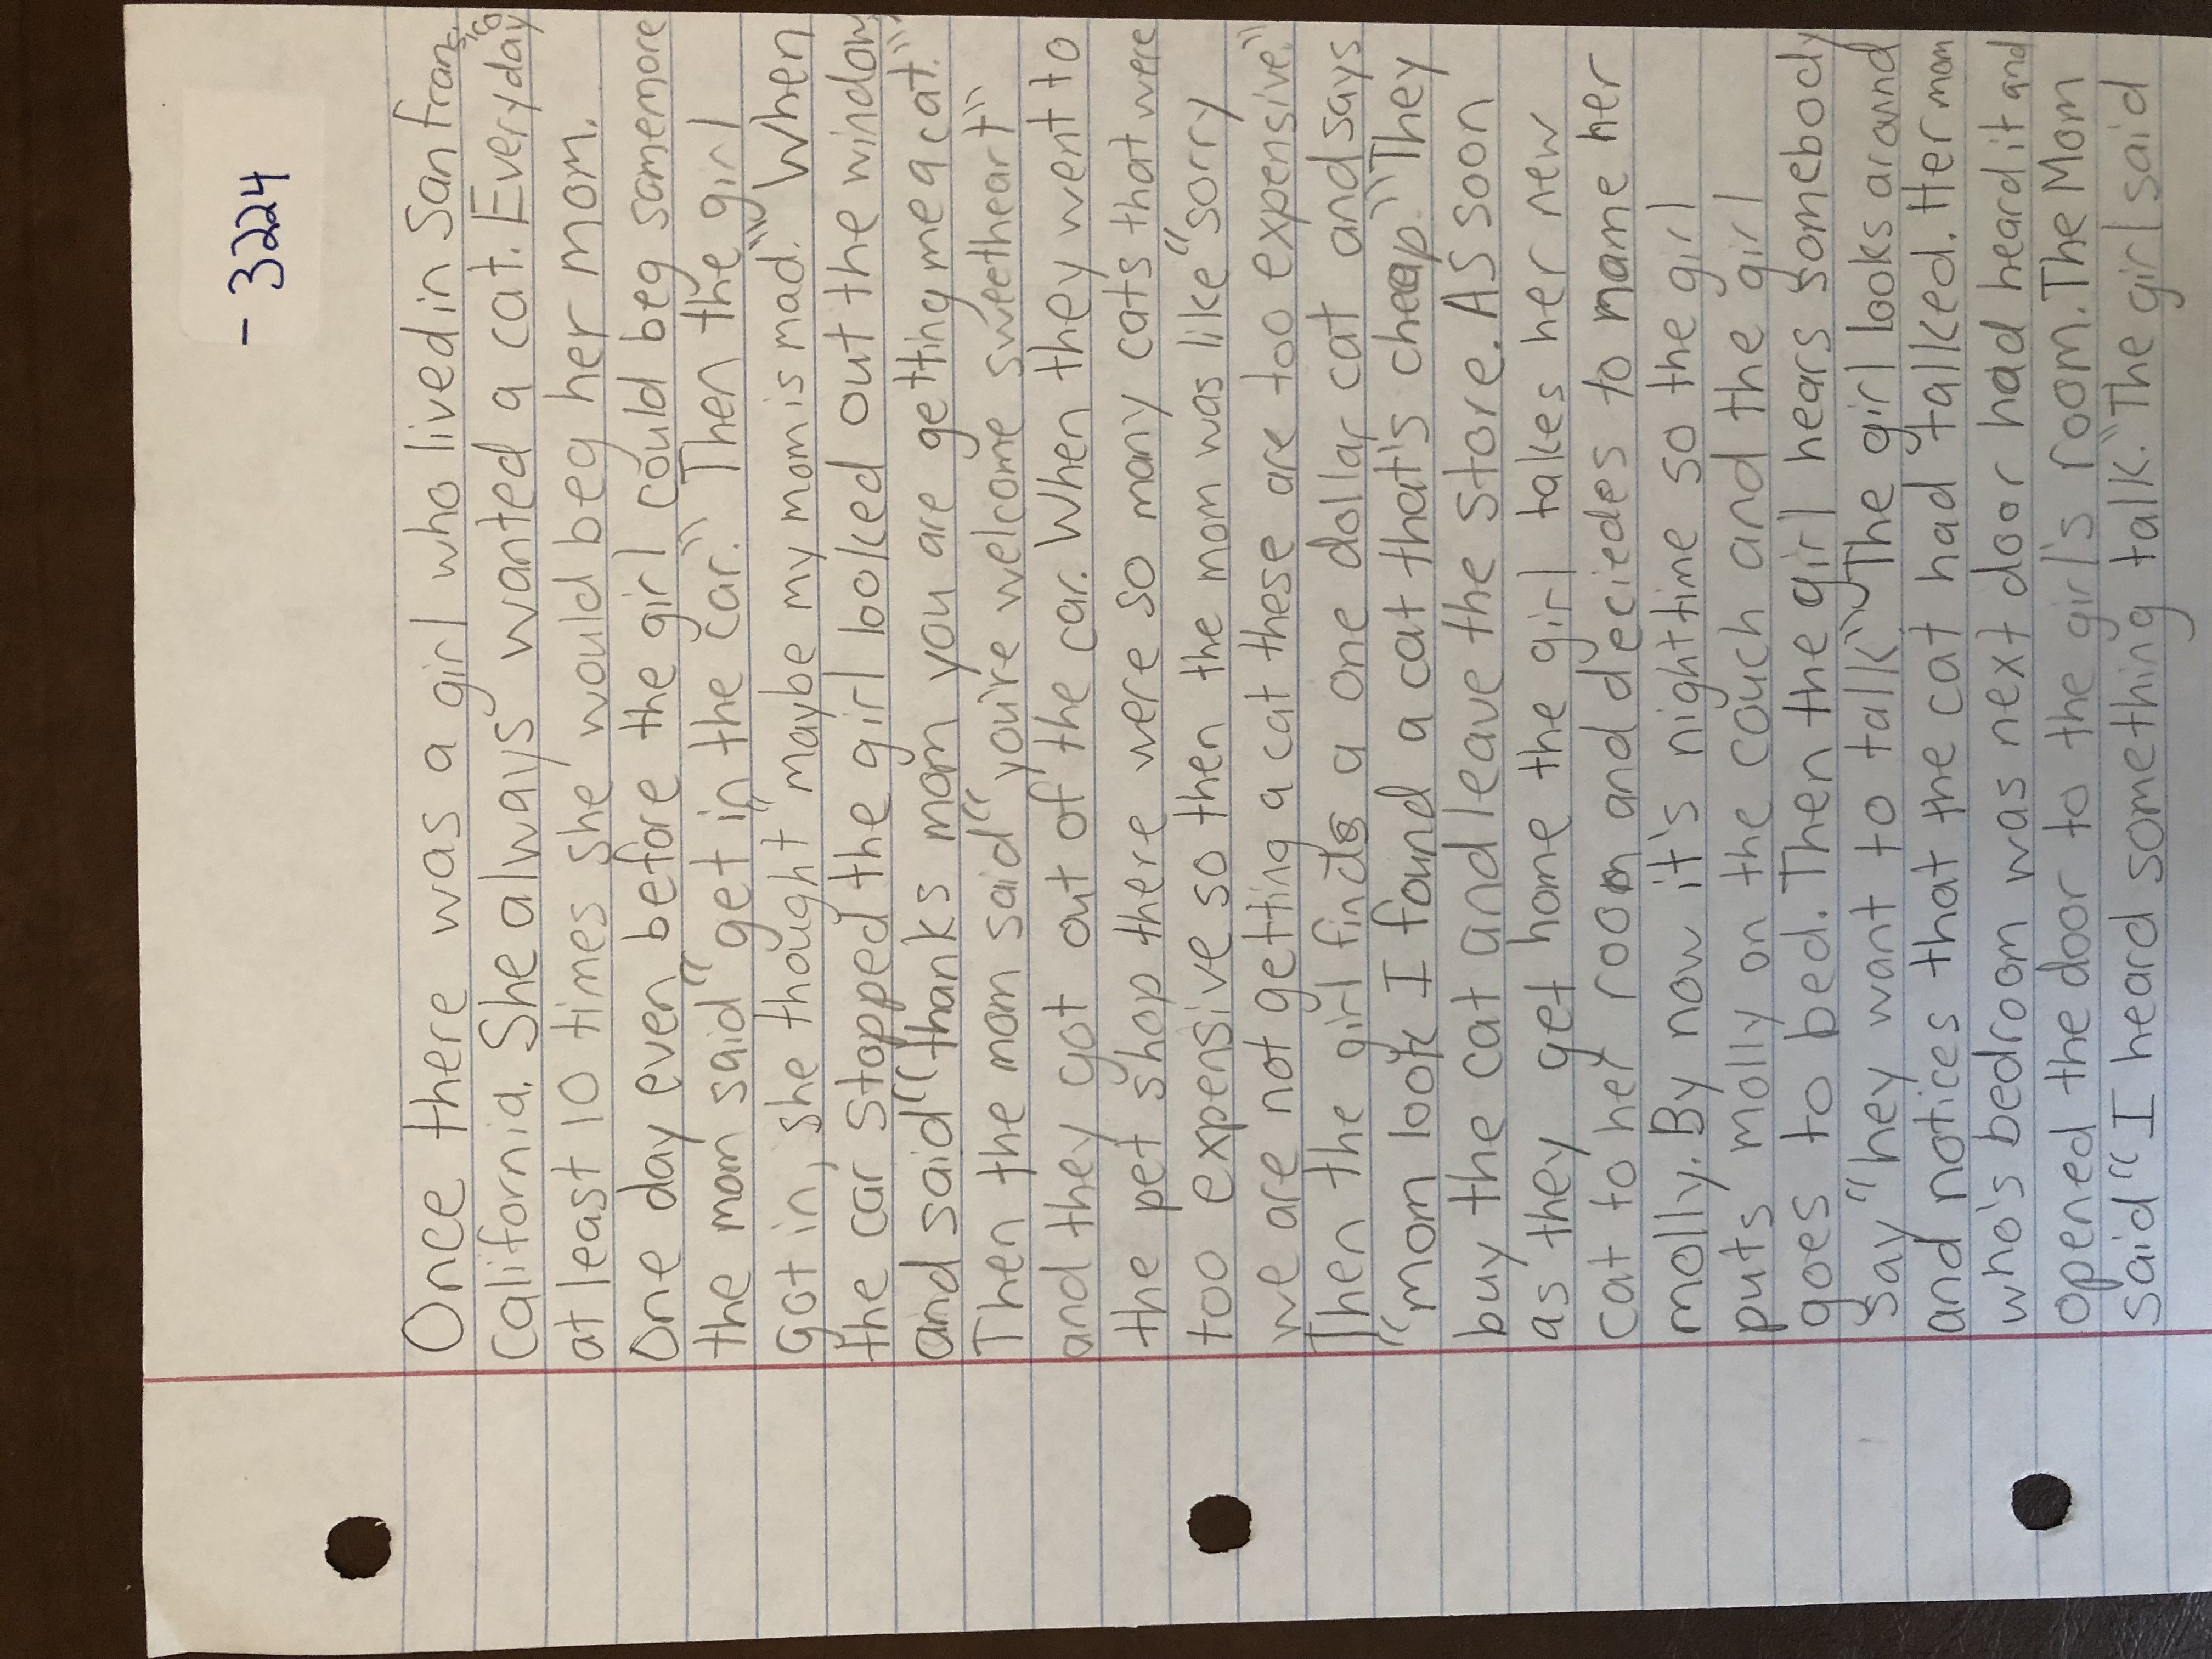 - 3224
Once there was a girl who lived in San Fransico
California. She always wanted a cat. Everyday
at least 10 times she would beg her mom.
One day even before the girl could beg somemore
the mom said "get in the car." Then the girl
got in, she thought "maybe my mom is mad." When
the car stopped the girl looked out the window
and said "thanks mom you are getting me a cat."
Then the mom said "you're welcome sweetheart"
and they got out of the car. When they went to
the pet shop there were so many cats that were
too expensive so then the mom was like "sorry
we are not getting a cat these are too expensive."
Then the girl finds a one dollar cat and says
"mom look I found a cat that's cheap." They
buy the cat and leave the store. As soon
as they get home the girl takes her new
cat to her room and deciedes to name her
molly. By now it's nighttime so the girl
puts molly on the couch and the girl
goes to bed. Then the girl hears somebody
say "hey want to talk." The girl looks around
and notices that the cat had talked. Her mom
who's bedroom was next door had heard it and
opened the door to the girl's room. The Mom
said "I heard something talk." The girl said